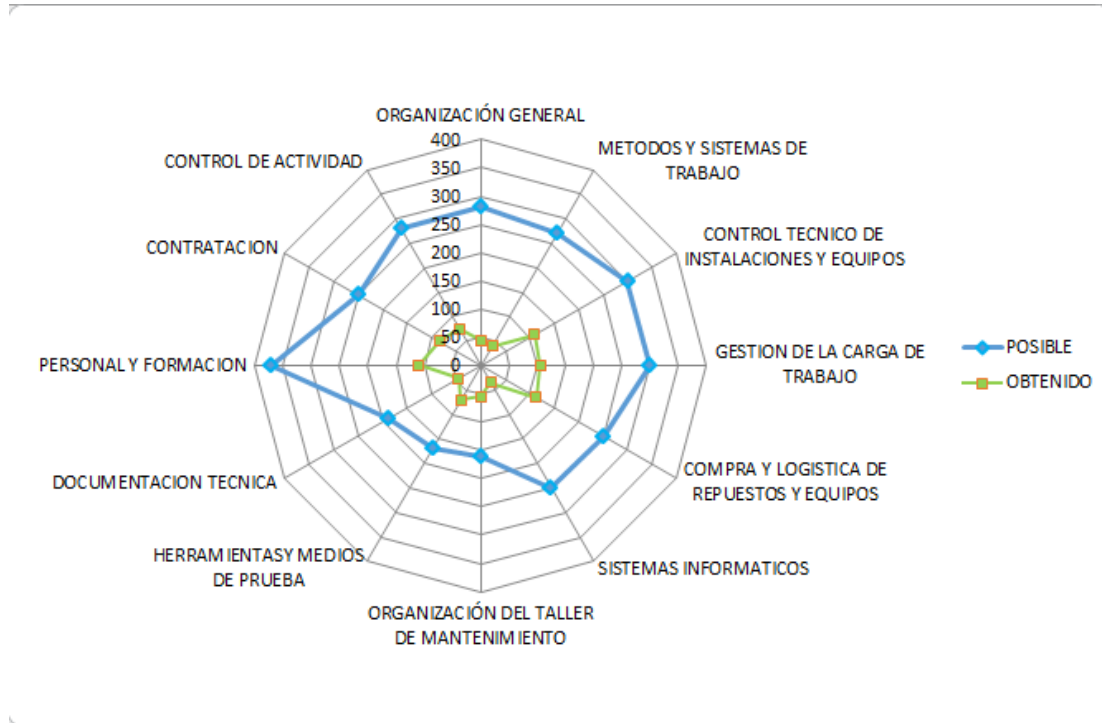 ORGANIZACIÓN GENERAL
METODOS Y SISTEMAS DE
TRABAJO
CONTROL TECNICO DE
INSTALACIONES Y EQUIPOS
GESTION DE LA CARGA DE
TRABAJO
COMPRA Y LOGISTICA DE
REPUESTOS Y EQUIPOS
SISTEMAS INFORMATICOS
ORGANIZACIÓN DEL TALLER
DE MANTENIMIENTO
HERRAMIENTASY MEDIOS
DE PRUEBA
DOCUMENTACION TECNICA
PERSONAL Y FORMACION
CONTRATACION
CONTROL DE ACTIVIDAD
400
350
300
250
200
150
100
50
0
POSIBLE
OBTENIDO